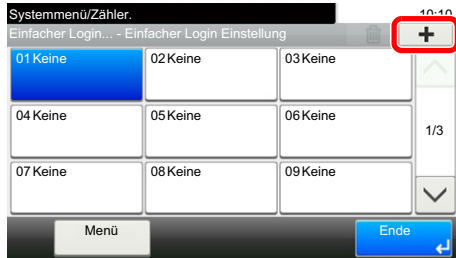 Systemmenü/Zähler. 10:10
Einfacher Login... - Einfacher Login Einstellung
01 Keine 02 Keine 03 Keine
04 Keine 05 Keine 06 Keine
1/3
07 Keine 08 Keine 09 Keine
Menü Ende